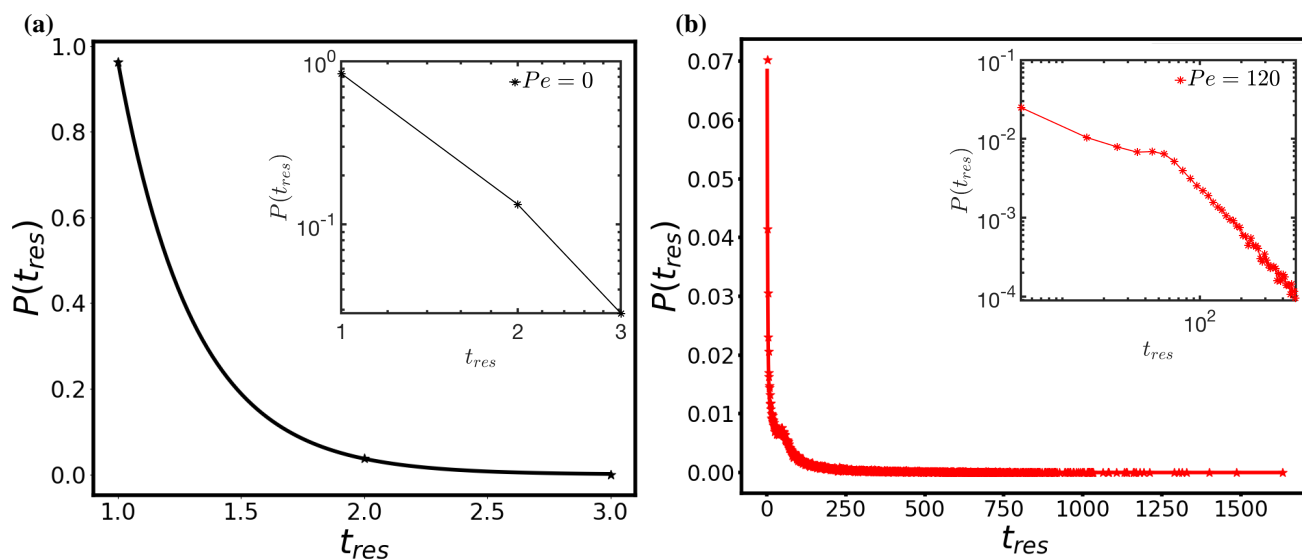 (a)
P(t_res)
1.0
0.8
0.6
0.4
0.2
0.0
1.0 1.5 2.0 2.5 3.0
t_res
P(t_res)
10^0
10^-1
Pe = 0
1 2 3
t_res
(b)
P(t_res)
0.07
0.06
0.05
0.04
0.03
0.02
0.01
0.00
0 250 500 750 1000 1250 1500
t_res
P(t_res)
10^-1
10^-2
10^-3
10^-4
Pe = 120
10^2
t_res